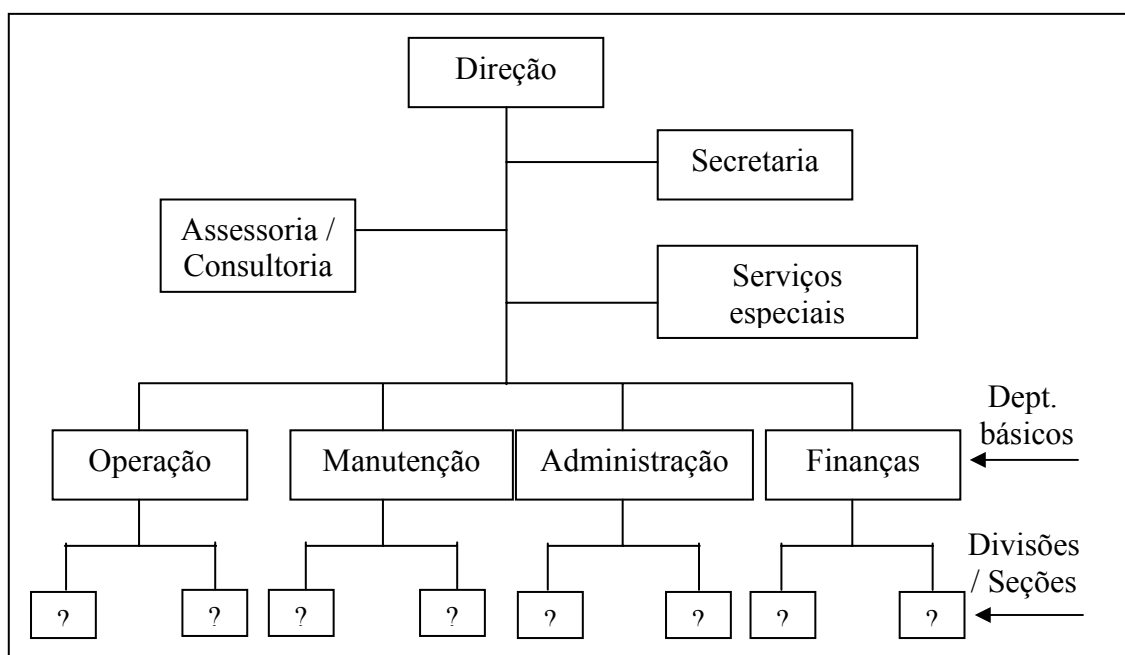 Direção
Secretaria
Assessoria /
Consultoria
Serviços
especiais
Dept.
básicos
Operação
Manutenção
Administração
Finanças
Divisões
/ Seções
? ? ? ? ? ? ? ?